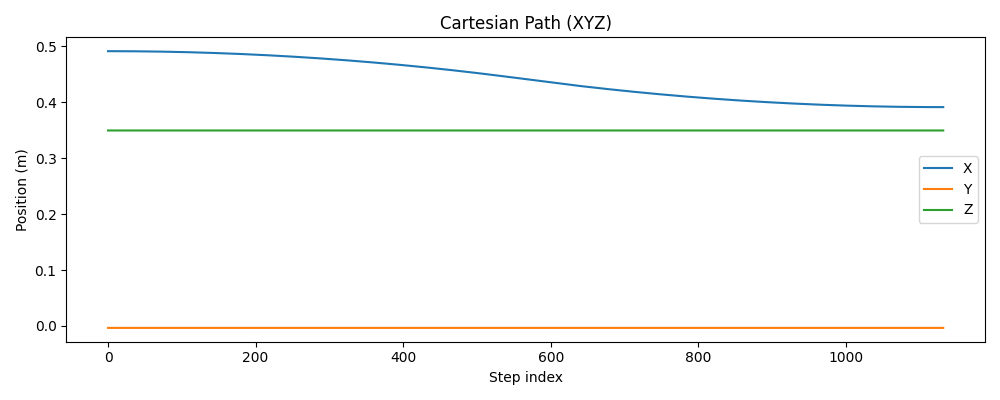 Cartesian Path (XYZ)
0.5
0.4
0.3
0.2
0.1
0.0
Position (m)
X
Y
Z
0 200 400 600 800 1000
Step index